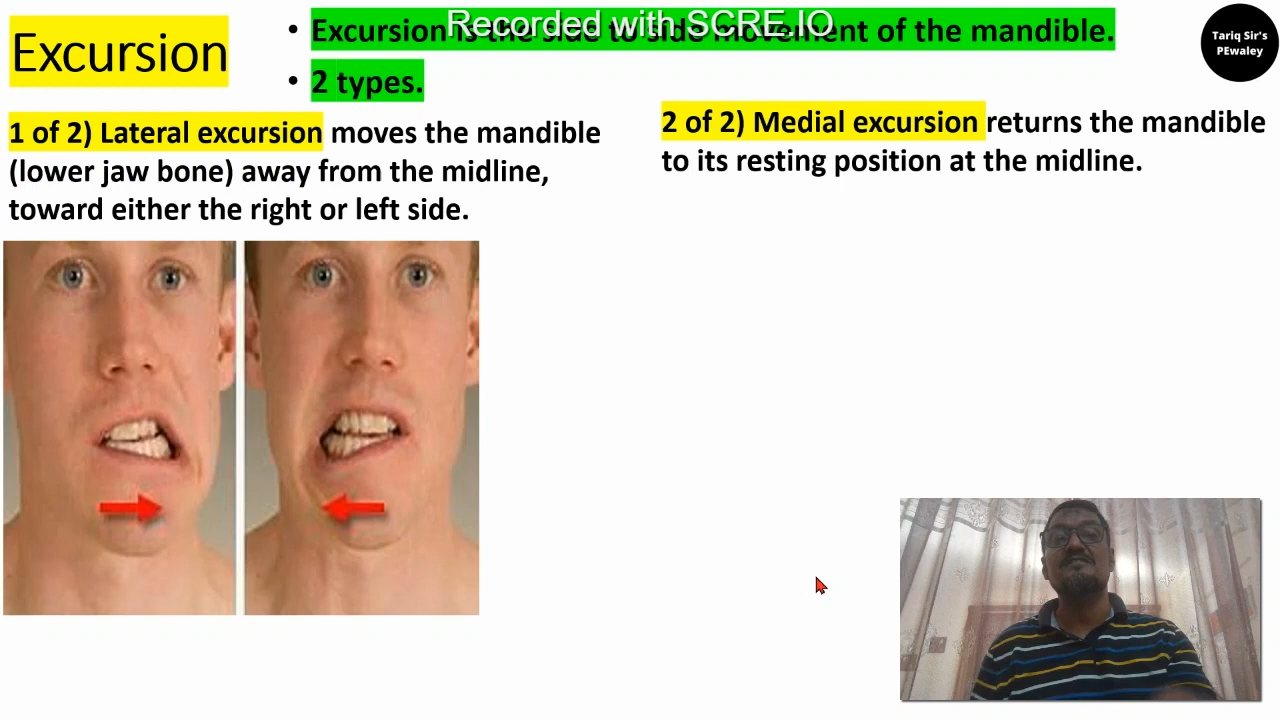 Excursion
• Excursion is the side to side movement of the mandible.
Recorded with SCRE.IO
• 2 types.
Tariq Sir's
PEwaley
1 of 2) Lateral excursion moves the mandible
(lower jaw bone) away from the midline,
toward either the right or left side.
2 of 2) Medial excursion returns the mandible
to its resting position at the midline.